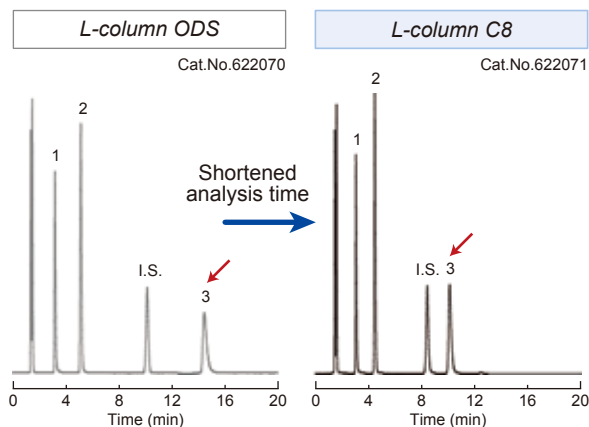 L-column ODS
Cat.No.622070
1
2
I.S.
3
0 4 8 12 16 20
Time (min)
Shortened
analysis time
L-column C8
Cat.No.622071
1
2
I.S. 3
0 4 8 12 16 20
Time (min)